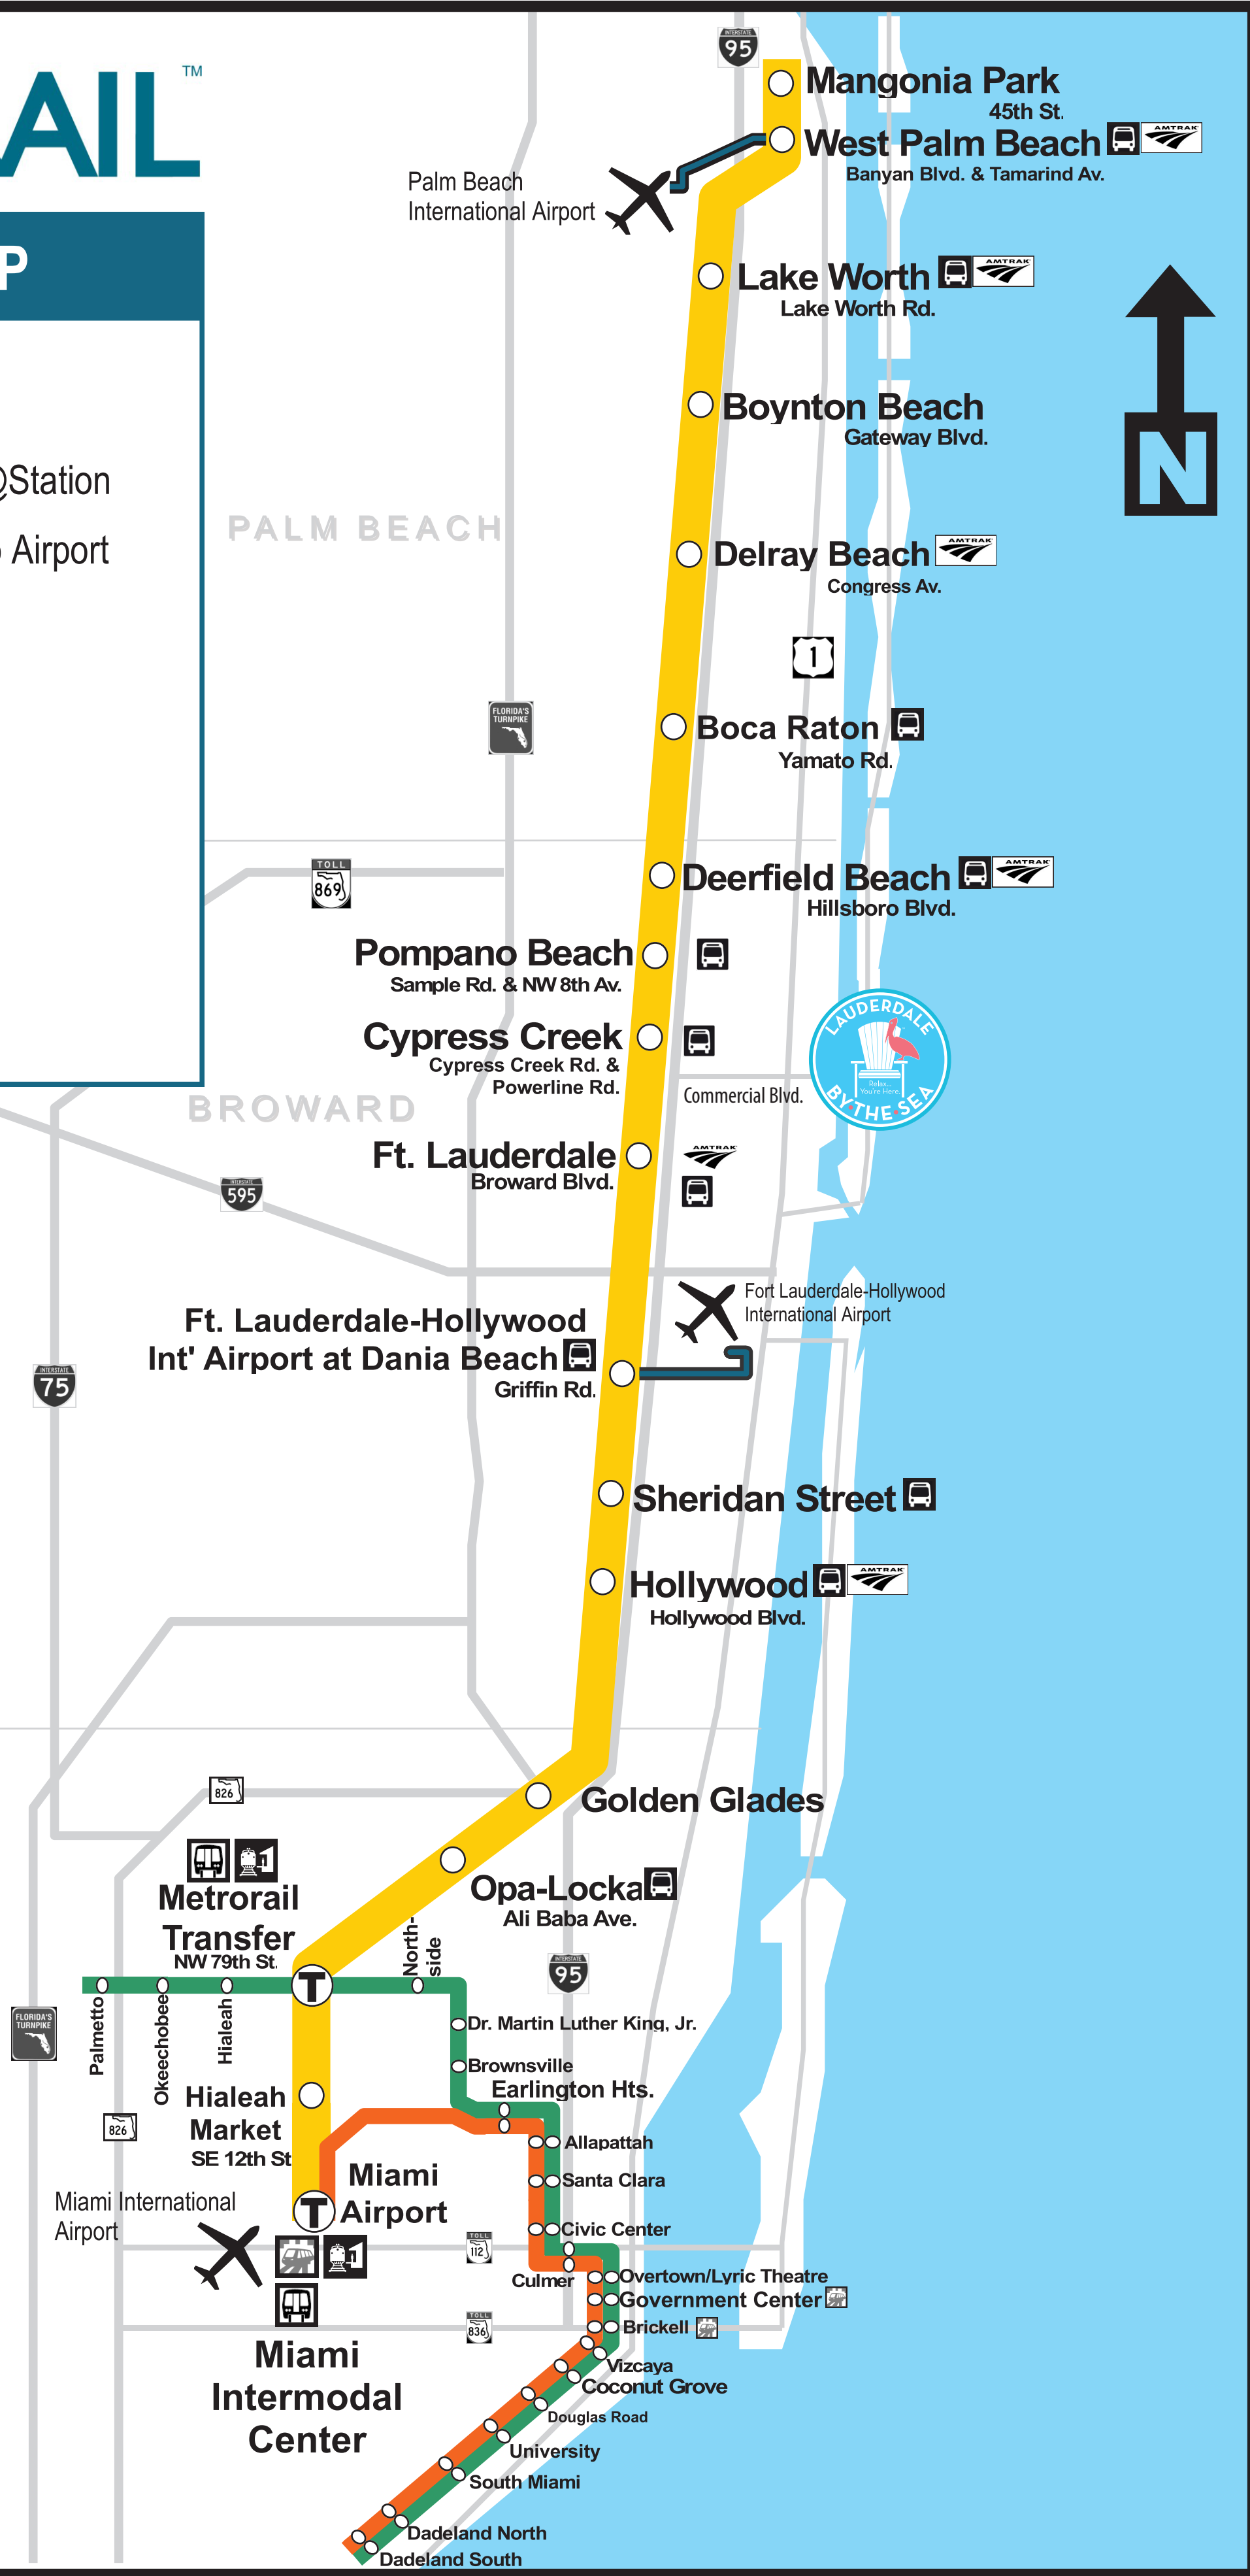 AIL
TM
P
@Station
Airport
INTERSTATE
95
Mangonia Park
45th St.
West Palm Beach
AMTRAK
Banyan Blvd. & Tamarind Av.
Palm Beach
International Airport
Lake Worth
AMTRAK
Lake Worth Rd.
Boynton Beach
Gateway Blvd.
N
PALM BEACH
Delray Beach
AMTRAK
Congress Av.
1
FLORIDA'S
TURNPIKE
Boca Raton
Yamato Rd.
TOLL
869
Deerfield Beach
AMTRAK
Hillsboro Blvd.
Pompano Beach
Sample Rd. & NW 8th Av.
Cypress Creek
Cypress Creek Rd. &
Powerline Rd.
LAUDERDALE
Relax...
You're Here.
BY•THE•SEA
Commercial Blvd.
BROWARD
Ft. Lauderdale
AMTRAK
Broward Blvd.
INTERSTATE
595
Fort Lauderdale-Hollywood
International Airport
Ft. Lauderdale-Hollywood
Int' Airport at Dania Beach
Griffin Rd.
INTERSTATE
75
Sheridan Street
Hollywood
AMTRAK
Hollywood Blvd.
826
Golden Glades
Opa-Locka
Ali Baba Ave.
Metrorail
Transfer
NW 79th St.
T
North-
side
INTERSTATE
95
FLORIDA'S
TURNPIKE
Palmetto
Okeechobee
Hialeah
Dr. Martin Luther King, Jr.
Brownsville
Earlington Hts.
Hialeah
Market
SE 12th St
826
Allapattah
Santa Clara
Civic Center
Miami
Airport
T
Miami International
Airport
TOLL
112
Culmer
Overtown/Lyric Theatre
Government Center
Brickell
TOLL
836
Miami
Intermodal
Center
Vizcaya
Coconut Grove
Douglas Road
University
South Miami
Dadeland North
Dadeland South